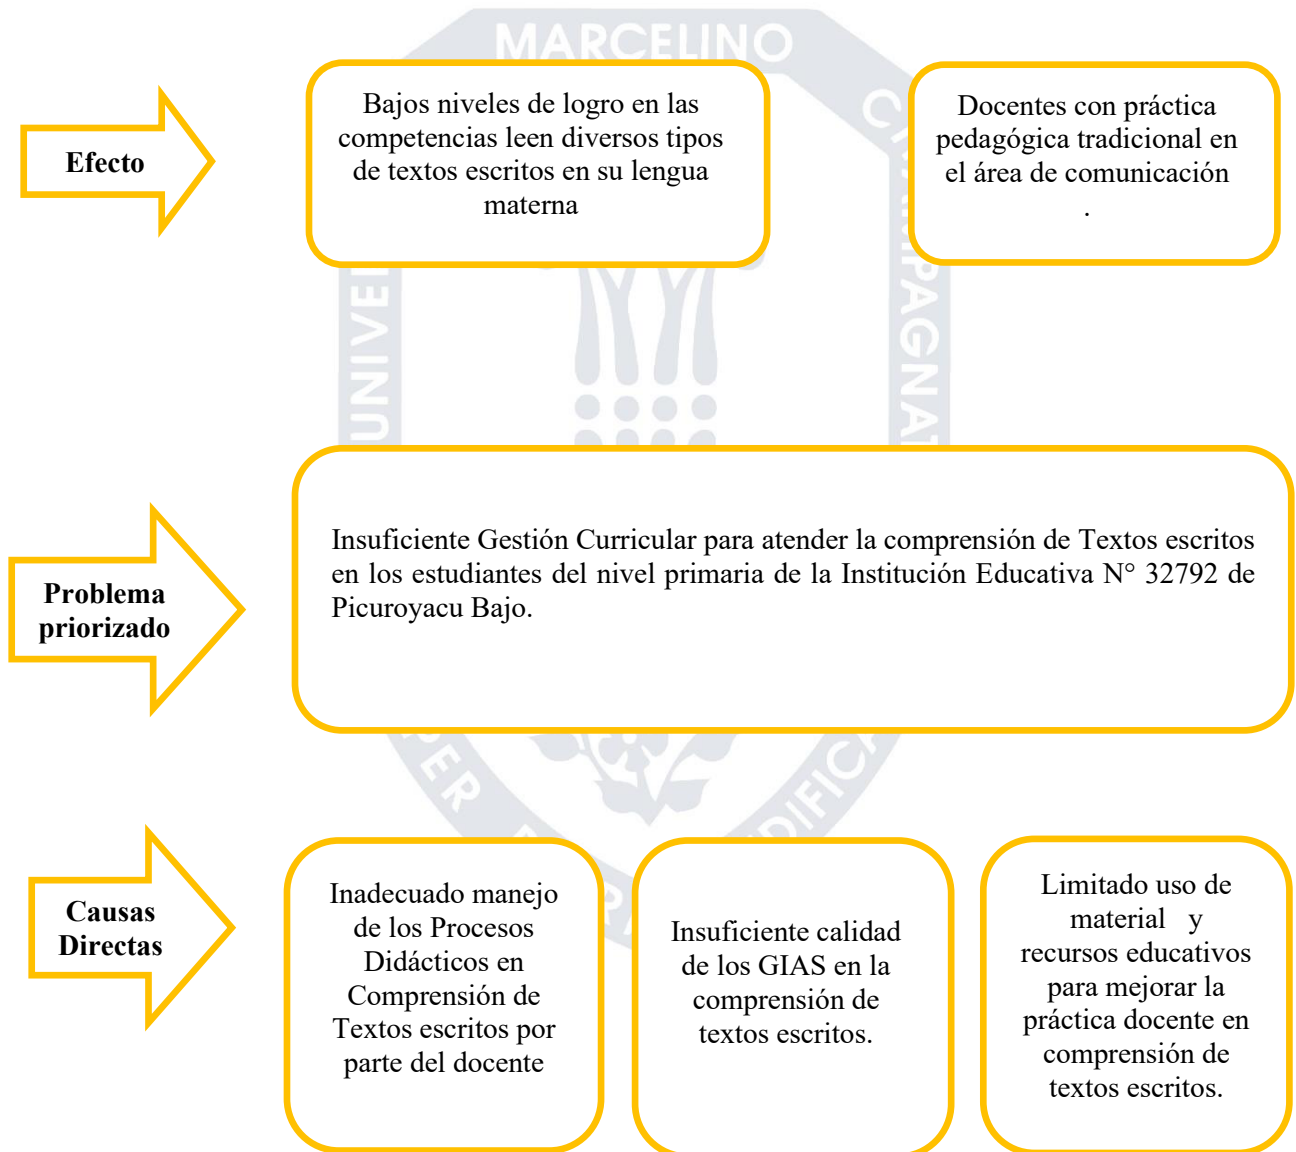 MARCELINO
Efecto
Bajos niveles de logro en las
competencias leen diversos tipos
de textos escritos en su lengua
materna
Docentes con práctica
pedagógica tradicional en
el área de comunicación
.
Problema
priorizado
Insuficiente Gestión Curricular para atender la comprensión de Textos escritos
en los estudiantes del nivel primaria de la Institución Educativa N° 32792 de
Picuroyacu Bajo.
Causas
Directas
Inadecuado manejo
de los Procesos
Didácticos en
Comprensión de
Textos escritos por
parte del docente
Insuficiente calidad
de los GIAS en la
comprensión de
textos escritos.
Limitado uso de
material y
recursos educativos
para mejorar la
práctica docente en
comprensión de
textos escritos.